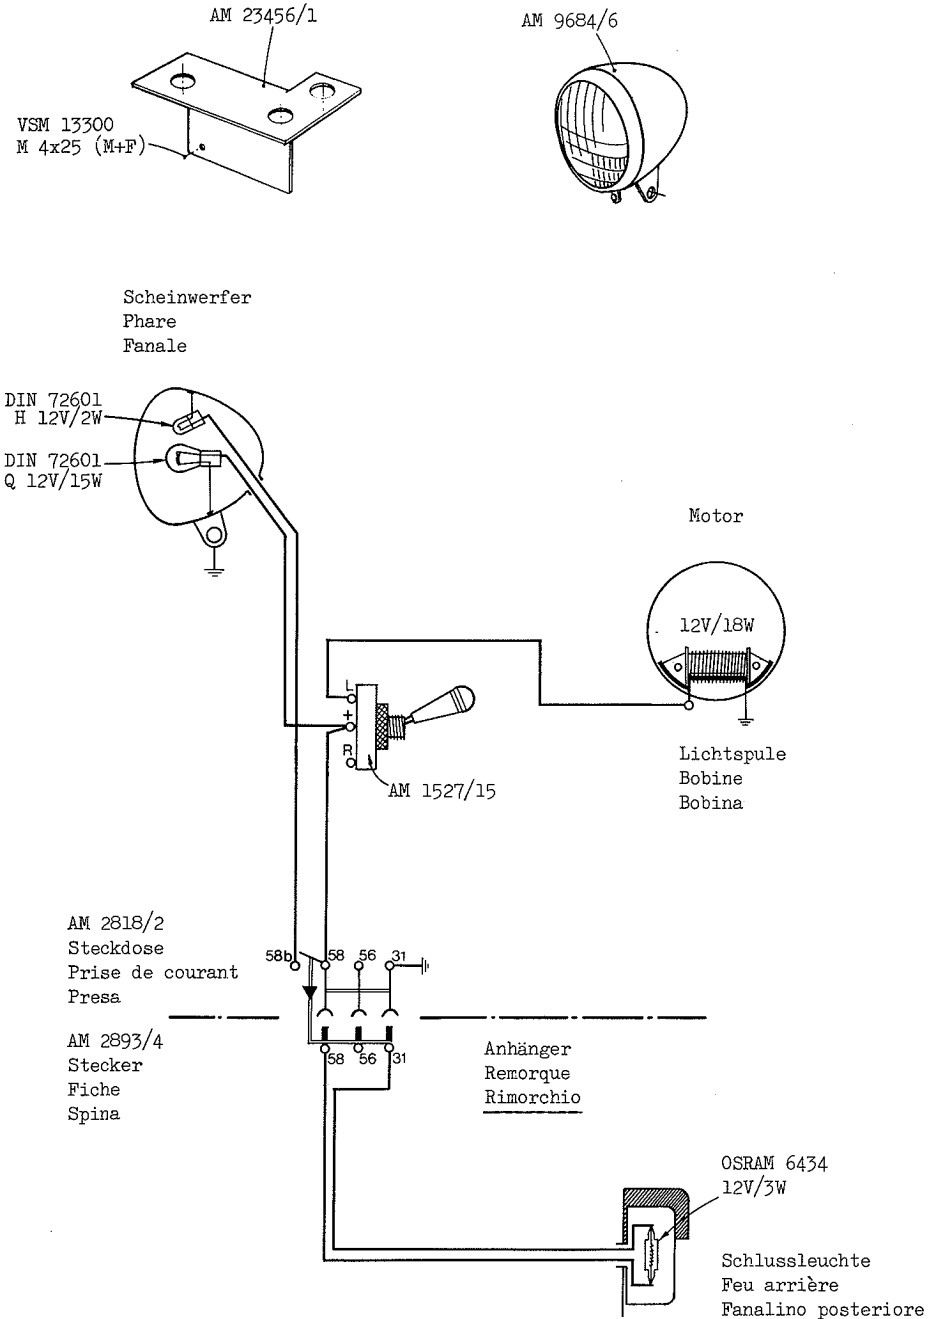 AM 23456/1
AM 9684/6
VSM 13300
M 4x25 (M+F)
Scheinwerfer
Phare
Fanale
DIN 72601
H 12V/2W
DIN 72601
Q 12V/15W
Motor
12V/18W
L
+
R
AM 1527/15
Lichtspule
Bobine
Bobina
AM 2818/2
Steckdose
Prise de courant
Presa
58b 58 56 31
AM 2893/4
Stecker
Fiche
Spina
58 56 31
Anhänger
Remorque
Rimorchio
OSRAM 6434
12V/3W
Schlussleuchte
Feu arrière
Fanalino posteriore